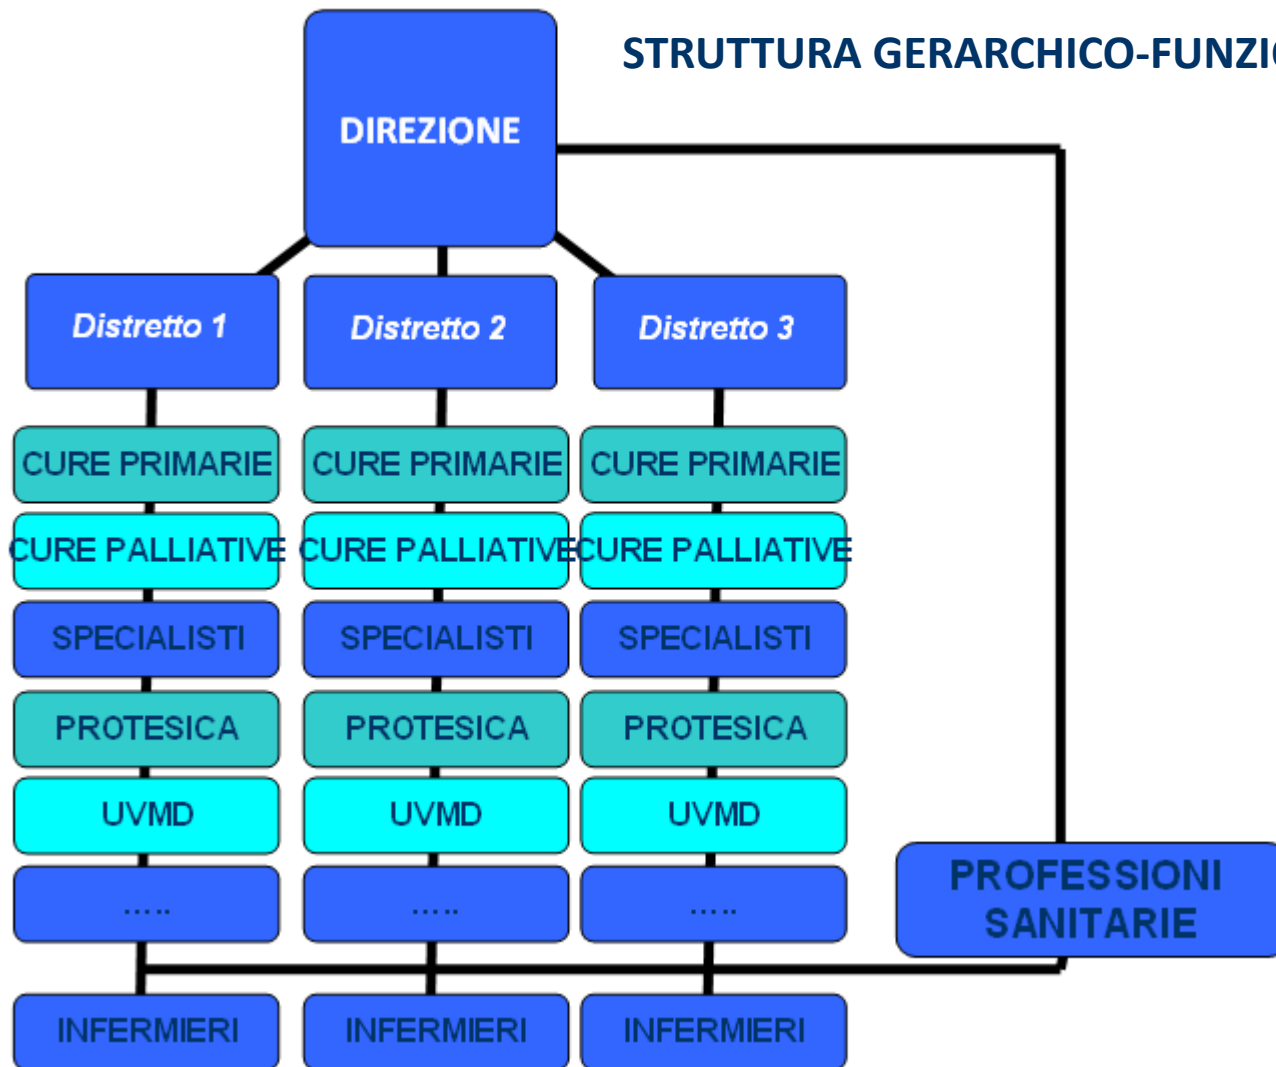 STRUTTURA GERARCHICO-FUNZIO
DIREZIONE
Distretto 1 Distretto 2 Distretto 3
CURE PRIMARIE CURE PRIMARIE CURE PRIMARIE
CURE PALLIATIVE CURE PALLIATIVE CURE PALLIATIVE
SPECIALISTI SPECIALISTI SPECIALISTI
PROTESICA PROTESICA PROTESICA
UVMD UVMD UVMD
..... ..... .....
PROFESSIONI
SANITARIE
INFERMIERI INFERMIERI INFERMIERI